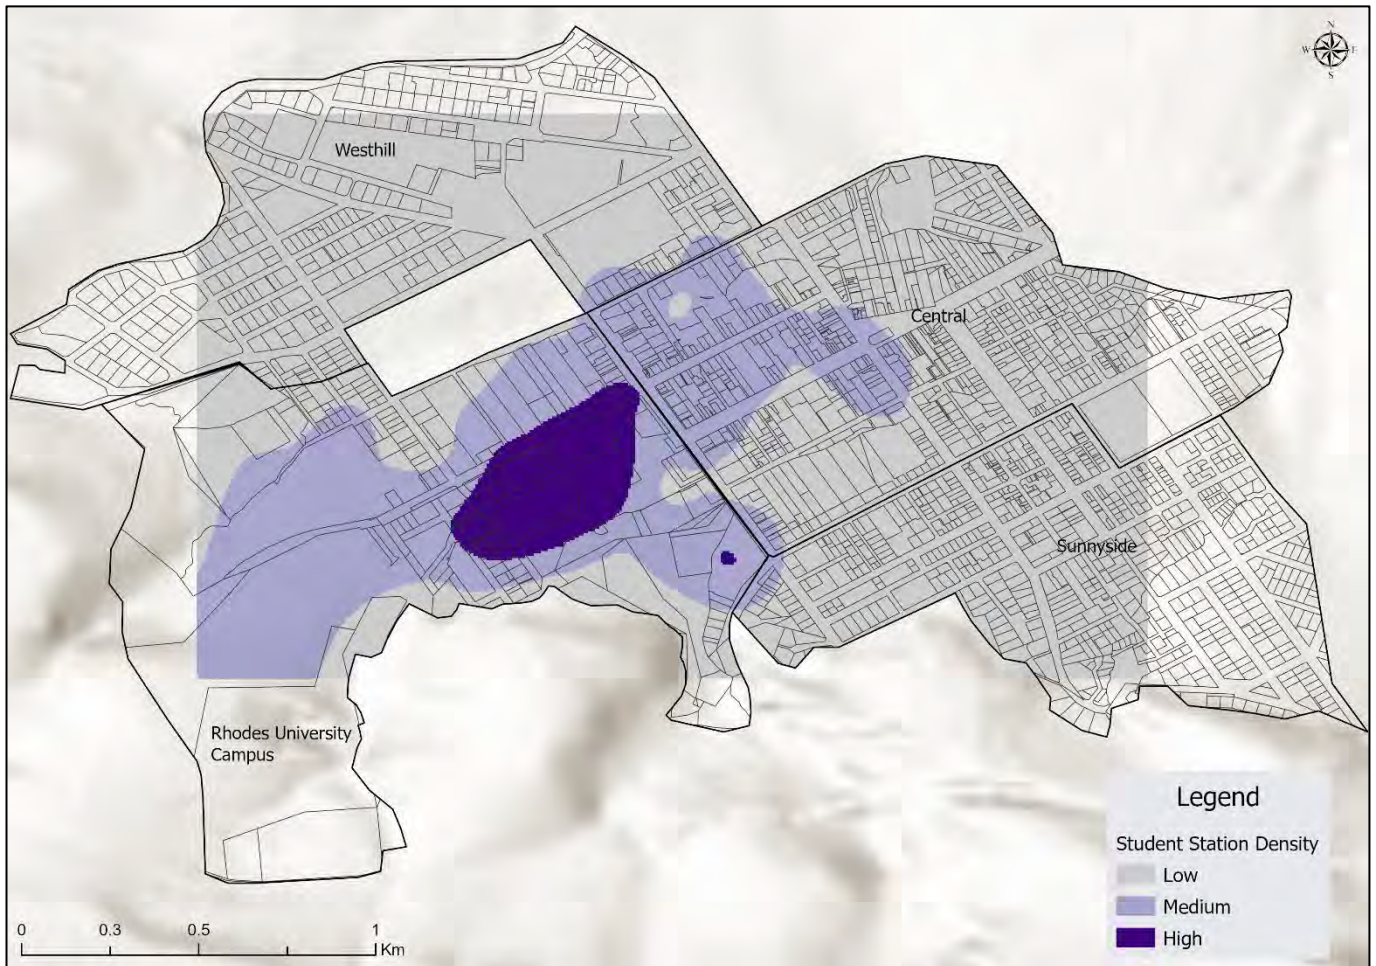 N
W E
S
Westhill
Central
Sunnyside
Rhodes University
Campus
Legend
Student Station Density
Low
Medium
High
0 0.3 0.5 1
Km